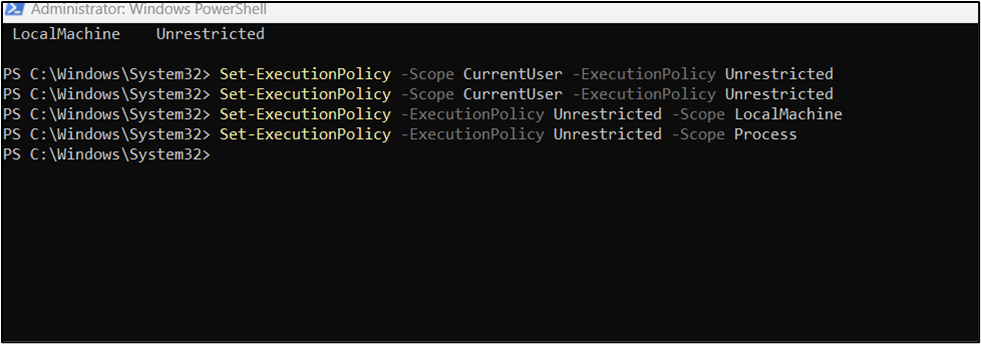 Administrator: Windows PowerShell
LocalMachine    Unrestricted
PS C:\Windows\System32> Set-ExecutionPolicy -Scope CurrentUser -ExecutionPolicy Unrestricted
PS C:\Windows\System32> Set-ExecutionPolicy -Scope CurrentUser -ExecutionPolicy Unrestricted
PS C:\Windows\System32> Set-ExecutionPolicy -ExecutionPolicy Unrestricted -Scope LocalMachine
PS C:\Windows\System32> Set-ExecutionPolicy -ExecutionPolicy Unrestricted -Scope Process
PS C:\Windows\System32>